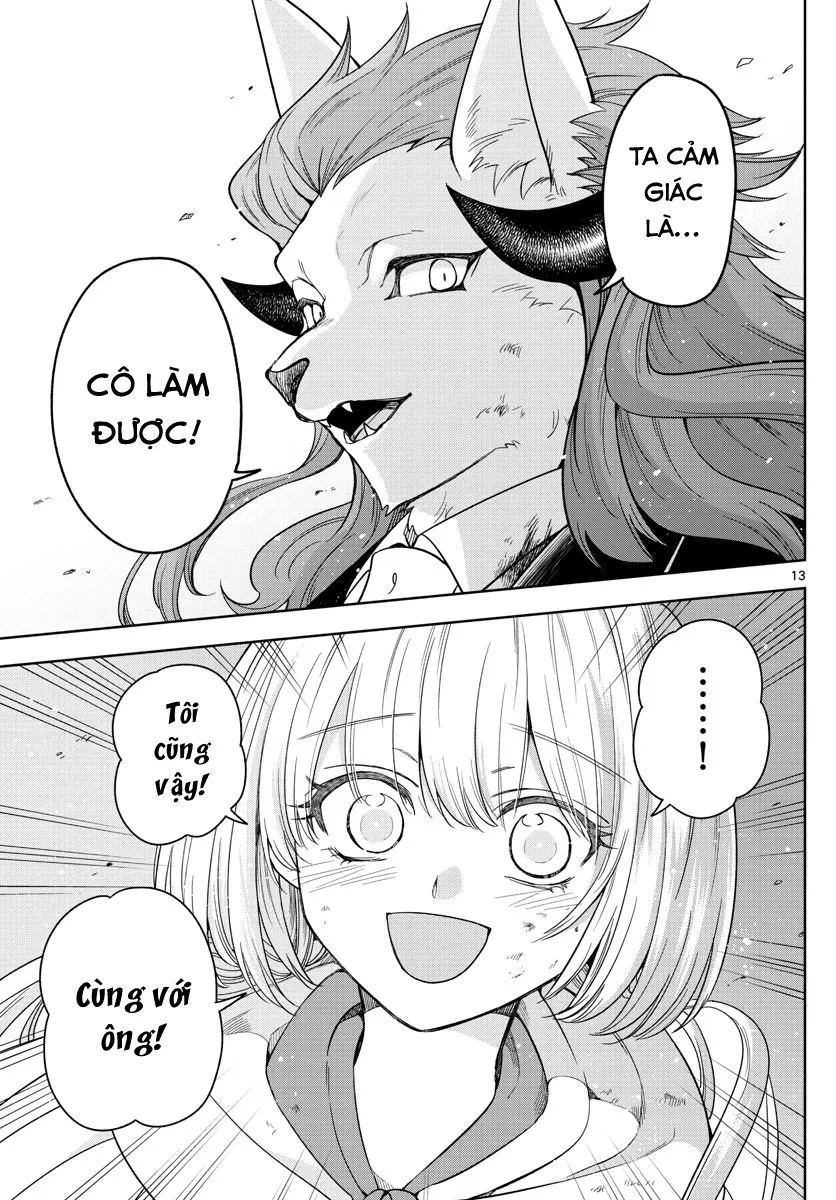 TA CẢM
GIÁC
LÀ...
CÔ LÀM
ĐƯỢC!
13
.......!
Tôi
cũng
vậy!
Cùng với
ông!